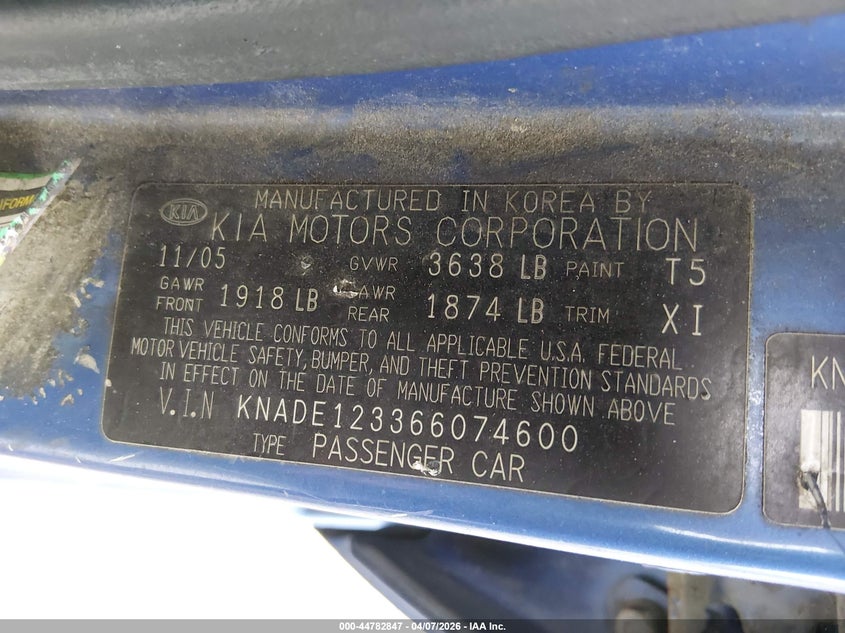 NFORM
MANUFACTURED IN KOREA BY
KIA KIA MOTORS CORPORATION
11/05 GVWR 3638 LB PAINT T5
GAWR FRONT 1918 LB GAWR REAR 1874 LB TRIM XI
THIS VEHICLE CONFORMS TO ALL APPLICABLE U.S.A. FEDERAL
MOTOR VEHICLE SAFETY, BUMPER, AND THEFT PREVENTION STANDARDS
IN EFFECT ON THE DATE OF MANUFACTURE SHOWN ABOVE
V.I.N KNADE123366074600
TYPE PASSENGER CAR
KN
000-44782847 | 04/07/2026 | IAA Inc.